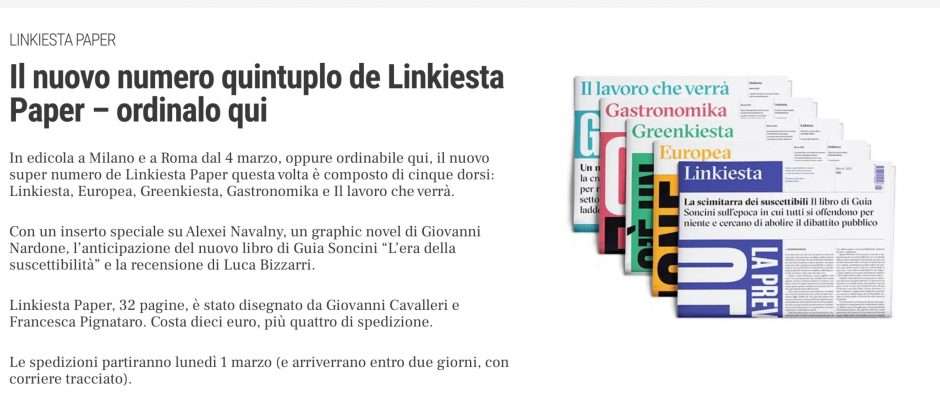 LINKIESTA PAPER
Il nuovo numero quintuplo de Linkiesta
Paper – ordinalo qui
In edicola a Milano e a Roma dal 4 marzo, oppure ordinabile qui, il nuovo
super numero de Linkiesta Paper questa volta è composto di cinque dorsi:
Linkiesta, Europea, Greenkiesta, Gastronomika e Il lavoro che verrà.
Con un inserto speciale su Alexei Navalny, un graphic novel di Giovanni
Nardone, l’anticipazione del nuovo libro di Guia Soncini “L’era della
suscettibilità” e la recensione di Luca Bizzarri.
Linkiesta Paper, 32 pagine, è stato disegnato da Giovanni Cavalleri e
Francesca Pignataro. Costa dieci euro, più quattro di spedizione.
Le spedizioni partiranno lunedì 1 marzo (e arriverrano entro due giorni, con
corriere tracciato).
Il lavoro che verrà
Gastronomika
Greenkiesta
Europea
Linkiesta
La scimitarra dei suscettibili Il libro di Guia
Soncini sull’epoca in cui tutti si offendono per
niente e cercano di abolire il dibattito pubblico
LA PREV